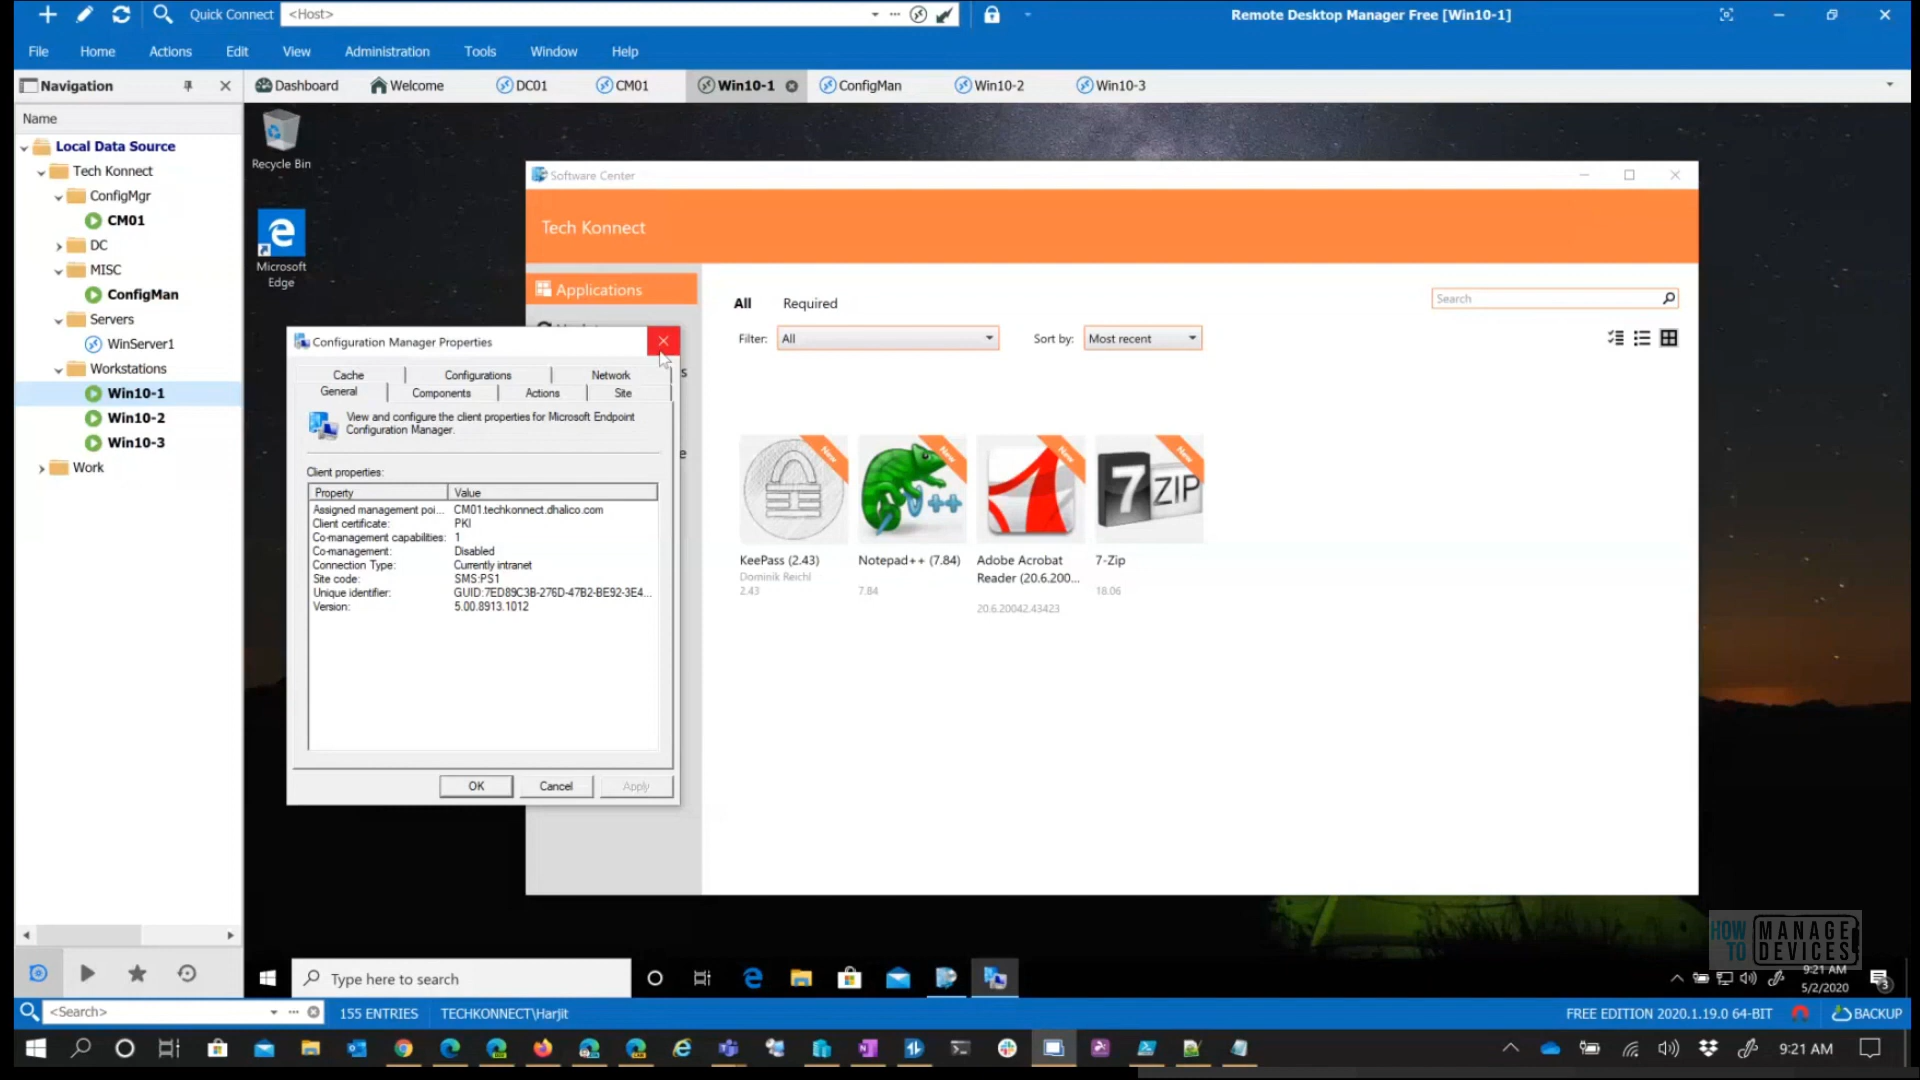 Quick Connect
<Host>
Remote Desktop Manager Free [Win10-1]
File
Home
Actions
Edit
View
Administration
Tools
Window
Help
Navigation
Dashboard
Welcome
DC01
CM01
Win10-1
ConfigMan
Win10-2
Win10-3
Name
Local Data Source
Tech Konnect
ConfigMgr
CM01
DC
MISC
ConfigMan
Servers
WinServer1
Workstations
Win10-1
Win10-2
Win10-3
Work
Recycle Bin
Microsoft
Edge
Software Center
Tech Konnect
Applications
All
Required
Search
Filter:
All
Sort by:
Most recent
New
New
New
New
KeePass (2.43)
Dominik Reichl
2.43
Notepad++ (7.84)
7.84
Adobe Acrobat
Reader (20.6.200...
20.6.20042.43423
7 ZIP
7-Zip
18.06
Configuration Manager Properties
Cache
Configurations
Network
General
Components
Actions
Site
View and configure the client properties for Microsoft Endpoint
Configuration Manager.
Client properties:
Property
Value
Assigned management poi... CM01.techkonnect.dhalico.com
Client certificate: PKI
Co-management capabilities: 1
Co-management: Disabled
Connection Type: Currently intranet
Site code: SMS:PS1
Unique identifier: GUID:7ED89C3B-276D-47B2-BE92-3E4...
Version: 5.00.8913.1012
OK
Cancel
Apply
HOW
TO
MANAGE
DEVICES
Type here to search
9:21 AM
5/2/2020
3
<Search>
155 ENTRIES
TECHKONNECT\Harjit
FREE EDITION 2020.1.19.0 64-BIT
BACKUP
9:21 AM